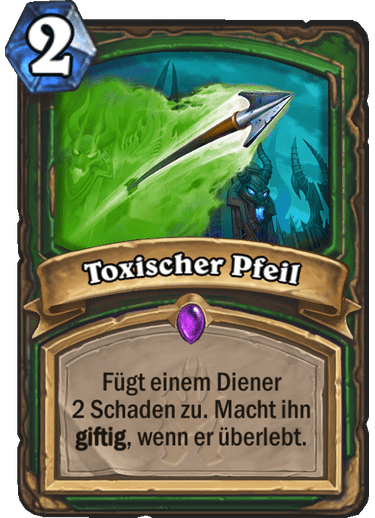 2
Toxischer Pfeil
Fügt einem Diener
2 Schaden zu. Macht ihn
giftig, wenn er überlebt.